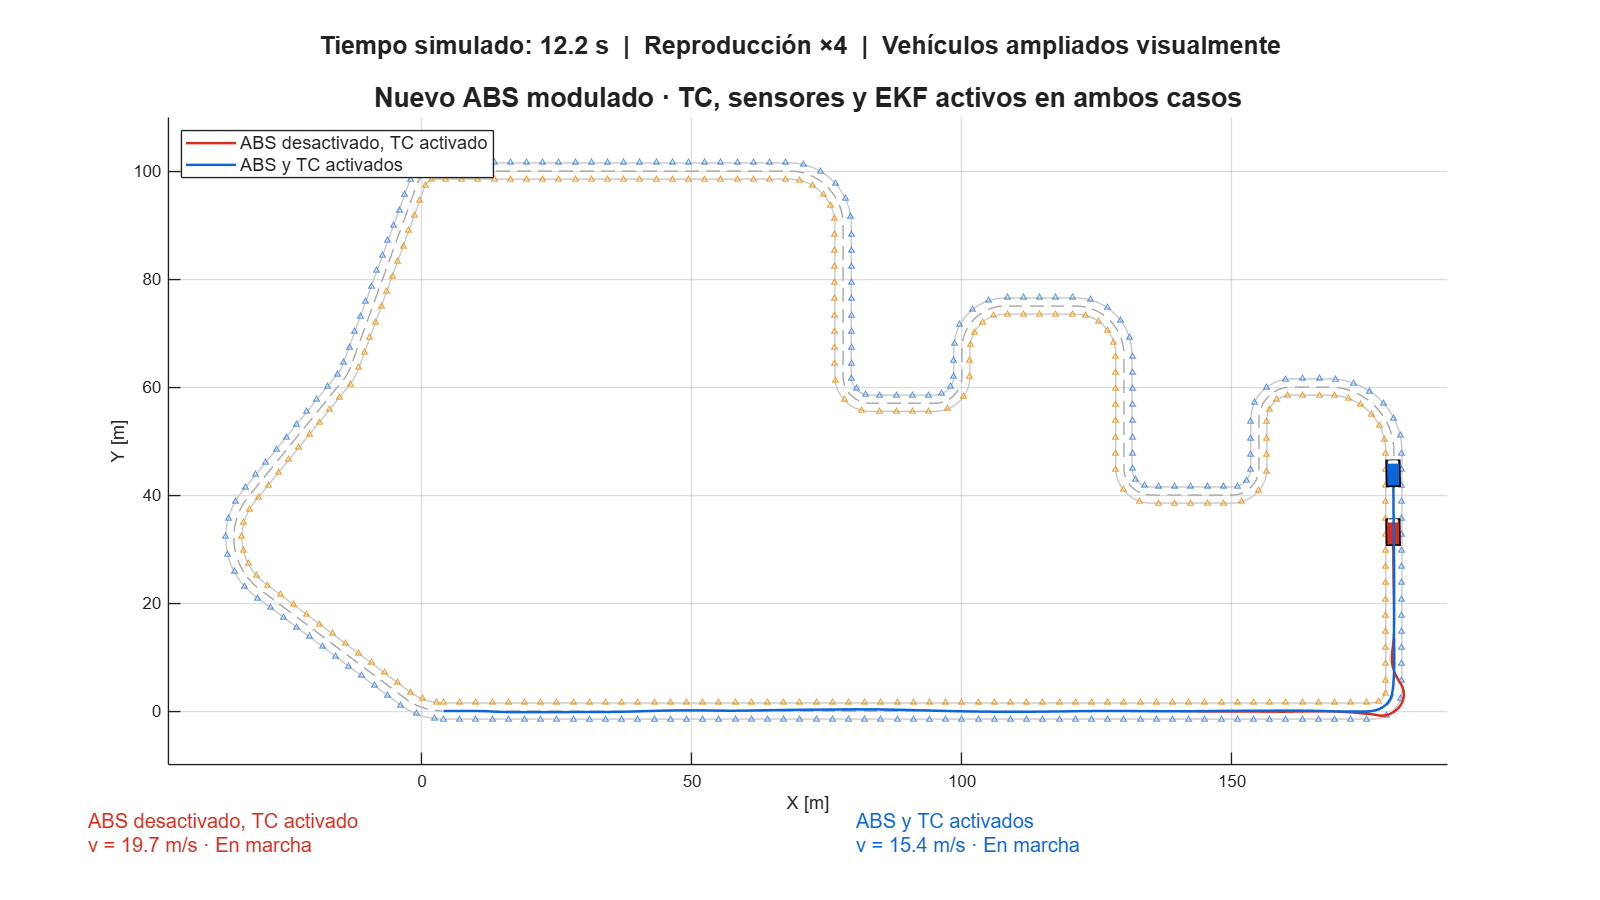 Tiempo simulado: 12.2 s | Reproducción ×4 | Vehículos ampliados visualmente
Nuevo ABS modulado · TC, sensores y EKF activos en ambos casos
ABS desactivado, TC activado
ABS y TC activados
100
80
60
40
20
0
Y [m]
0 50 100 150
X [m]
ABS desactivado, TC activado
v = 19.7 m/s · En marcha
ABS y TC activados
v = 15.4 m/s · En marcha